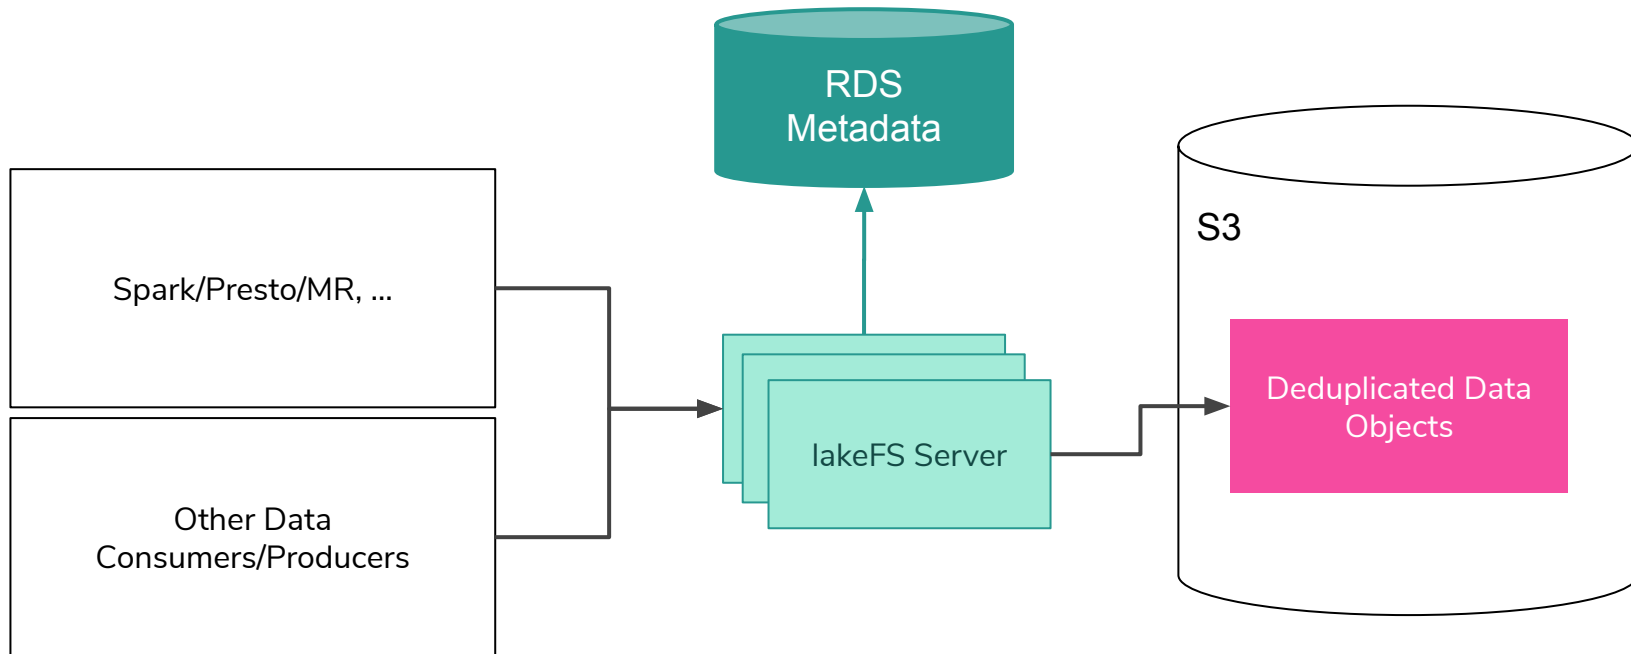 RDS
Metadata
S3
Spark/Presto/MR, ...
Deduplicated Data
Objects
lakeFS Server
Other Data
Consumers/Producers